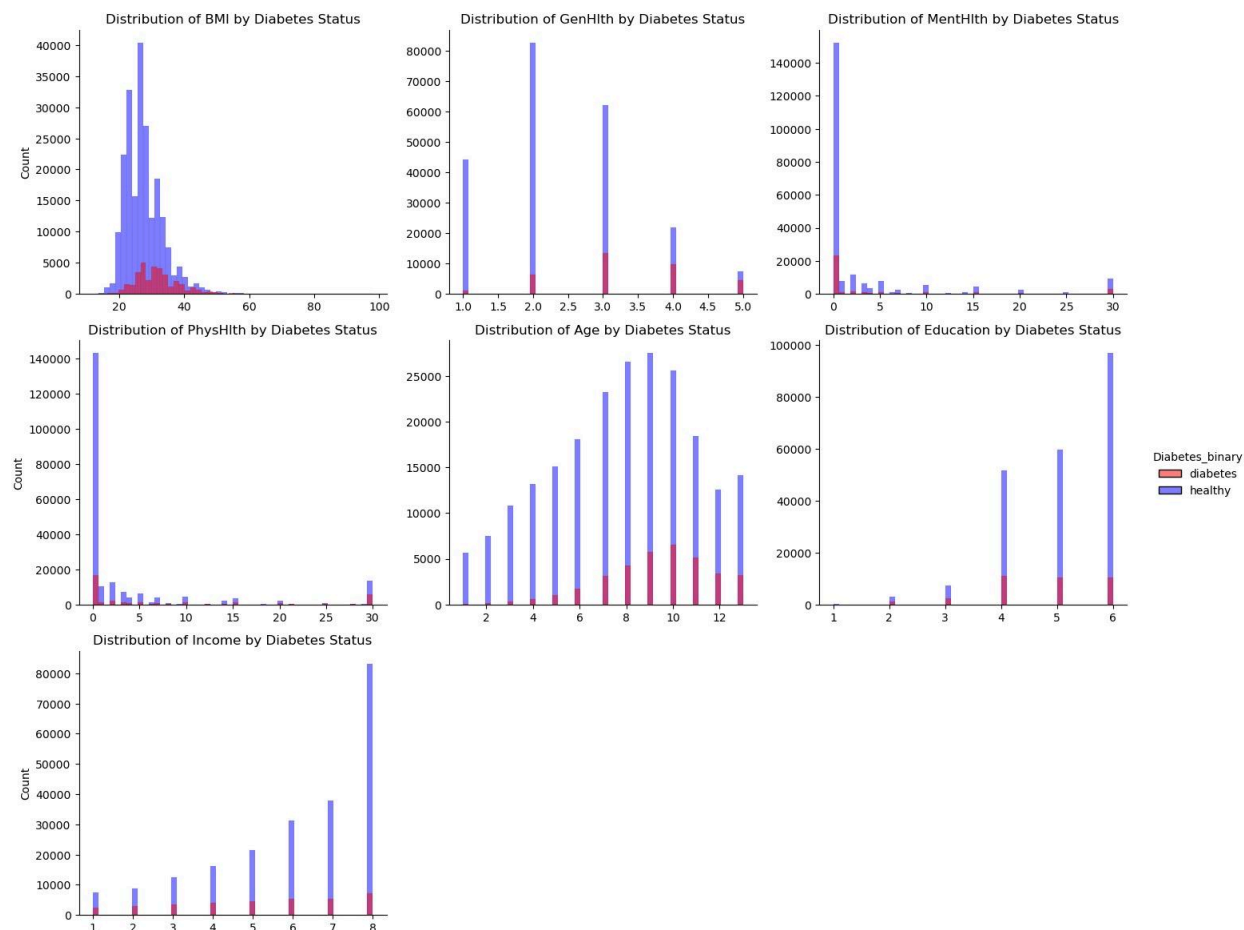 Distribution of BMI by Diabetes Status
40000
35000
30000
25000
20000
15000
10000
5000
0
Count
20 40 60 80 100
Distribution of GenHlth by Diabetes Status
80000
70000
60000
50000
40000
30000
20000
10000
0
1.0 1.5 2.0 2.5 3.0 3.5 4.0 4.5 5.0
Distribution of MentHlth by Diabetes Status
140000
120000
100000
80000
60000
40000
20000
0
0 5 10 15 20 25 30
Distribution of PhysHlth by Diabetes Status
140000
120000
100000
80000
60000
40000
20000
0
Count
0 5 10 15 20 25 30
Distribution of Age by Diabetes Status
25000
20000
15000
10000
5000
0
2 4 6 8 10 12
Distribution of Education by Diabetes Status
100000
80000
60000
40000
20000
0
1 2 3 4 5 6
Diabetes_binary
diabetes
healthy
Distribution of Income by Diabetes Status
80000
70000
60000
50000
40000
30000
20000
10000
0
Count
1 2 3 4 5 6 7 8